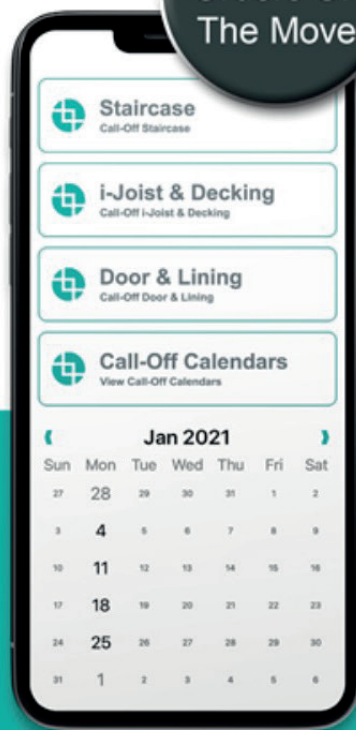 The Move
Staircase
Call-Off Staircase
i-Joist & Decking
Call-Off i-Joist & Decking
Door & Lining
Call-Off Door & Lining
Call-Off Calendars
View Call-Off Calendars
Jan 2021
Sun Mon Tue Wed Thu Fri Sat
27 28 29 30 31 1 2
3 4 5 6 7 8 9
10 11 12 13 14 15 16
17 18 19 20 21 22 23
24 25 26 27 28 29 30
31 1 2 3 4 5 6